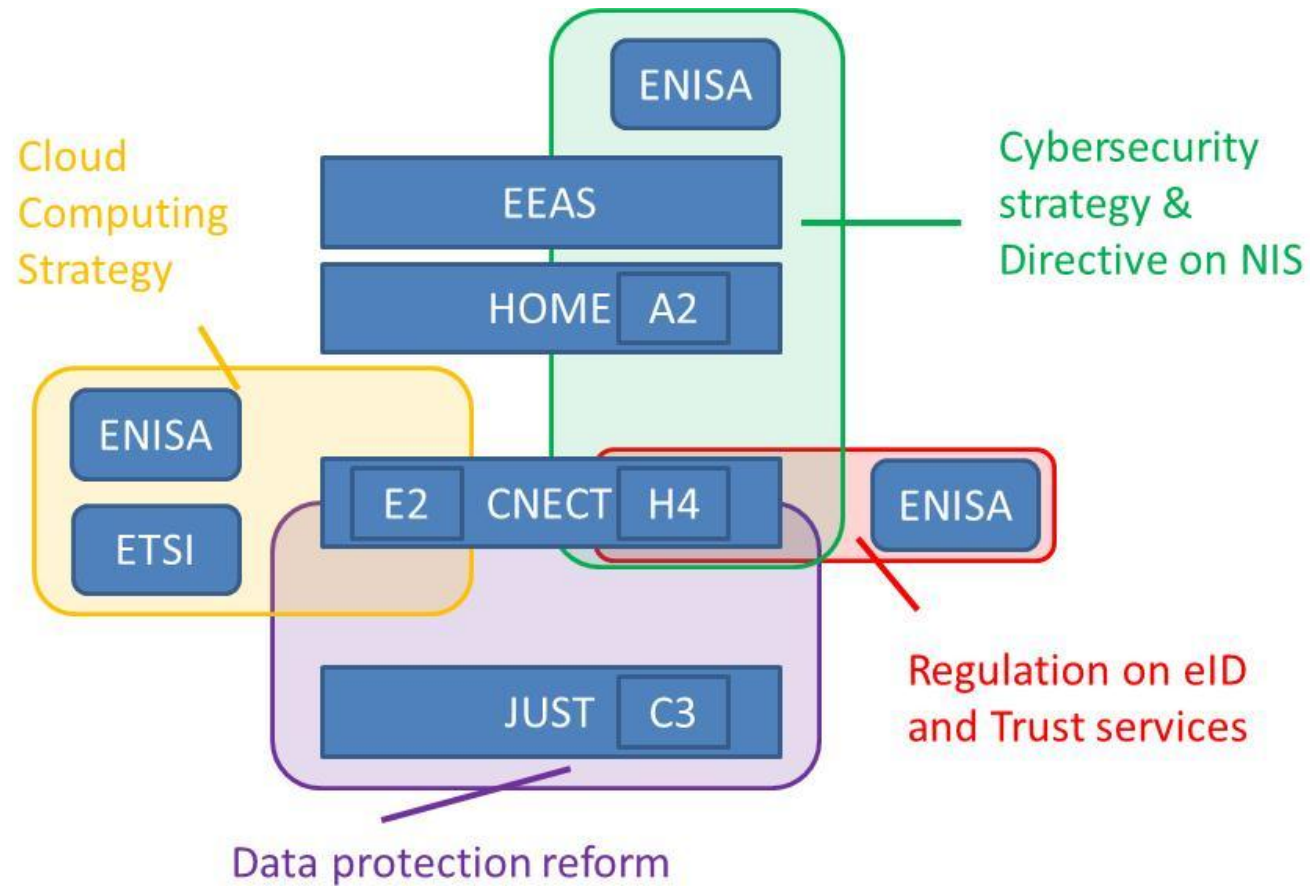 ENISA
Cloud
Computing
Strategy
Cybersecurity
strategy &
Directive on NIS
EEAS
HOME A2
ENISA
ETSI
E2 CNECT H4
ENISA
JUST C3
Regulation on eID
and Trust services
Data protection reform